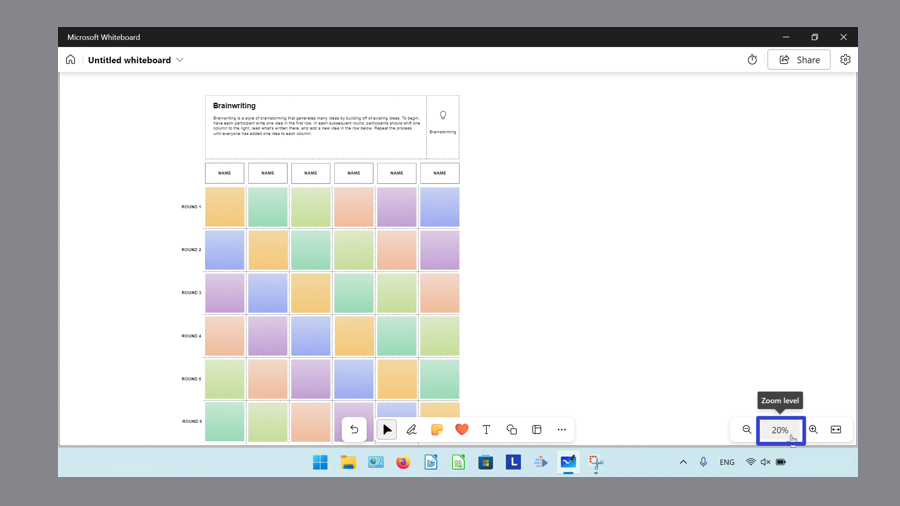 Microsoft Whiteboard
Untitled whiteboard
Share
Brainwriting
Brainwriting is a style of brainstorming that generates many ideas by building off of existing ideas. To begin,
have each participant write one idea in the first row. In each subsequent round, participants should shift one
column to the right, read what's written there, and add a new idea in the row below. Repeat the process
until everyone has added one idea to each column.
Brainstorming
NAME NAME NAME NAME NAME NAME
ROUND 1
ROUND 2
ROUND 3
ROUND 4
ROUND 5
ROUND 6
Zoom level
20%
T
L
ENG